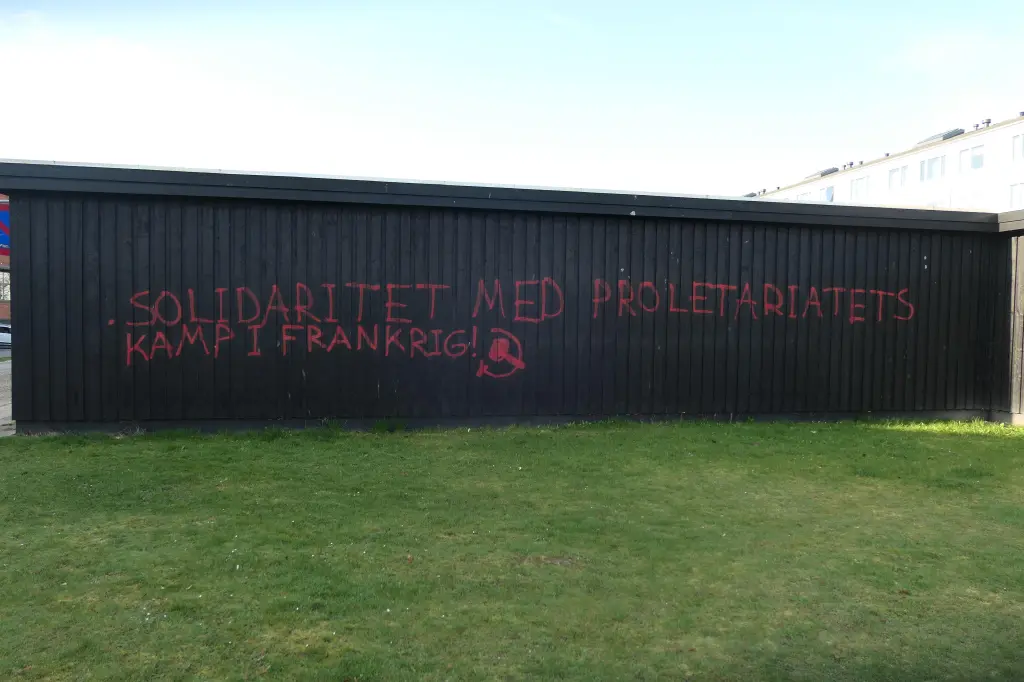 .SOLIDARITET MED PROLETARIATETS
KAMP I FRANKRIG!